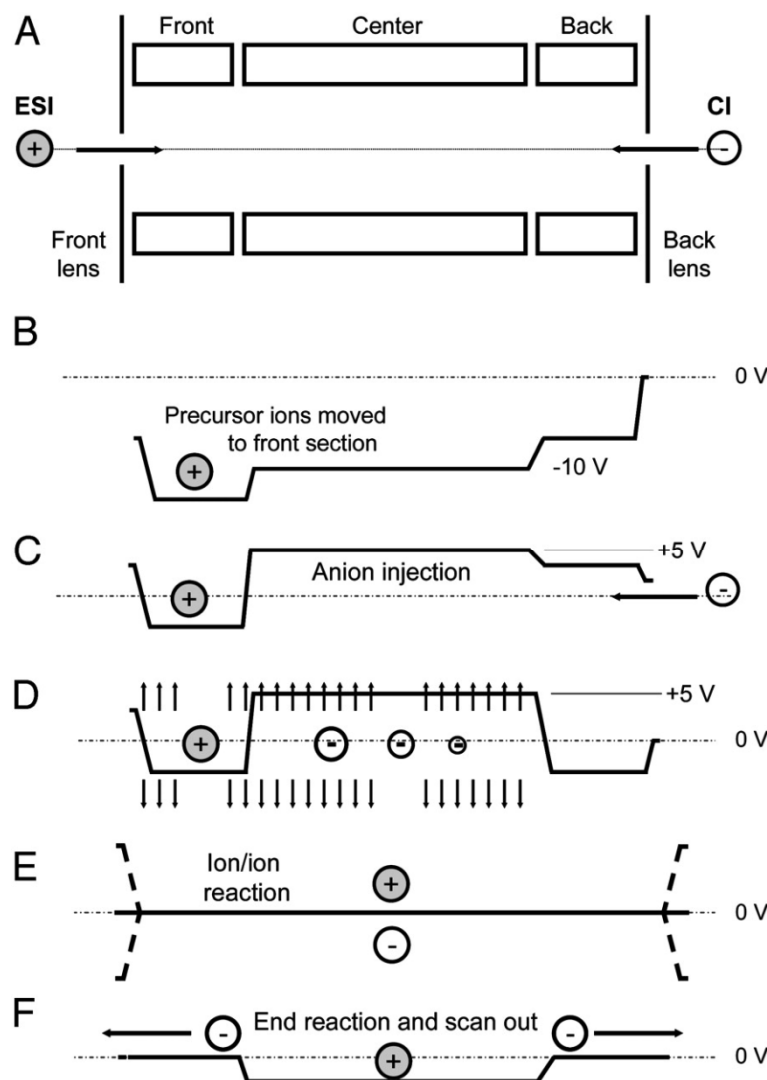 A
Front Center Back
ESI
CI
+
-
Front
lens
Back
lens
B
0 V
Precursor ions moved
to front section
+
-10 V
C
+5 V
Anion injection
+
-
D
+5 V
+
-
-
-
0 V
E
Ion/ion
reaction
+
0 V
-
F
-
End reaction and scan out
-
+
0 V